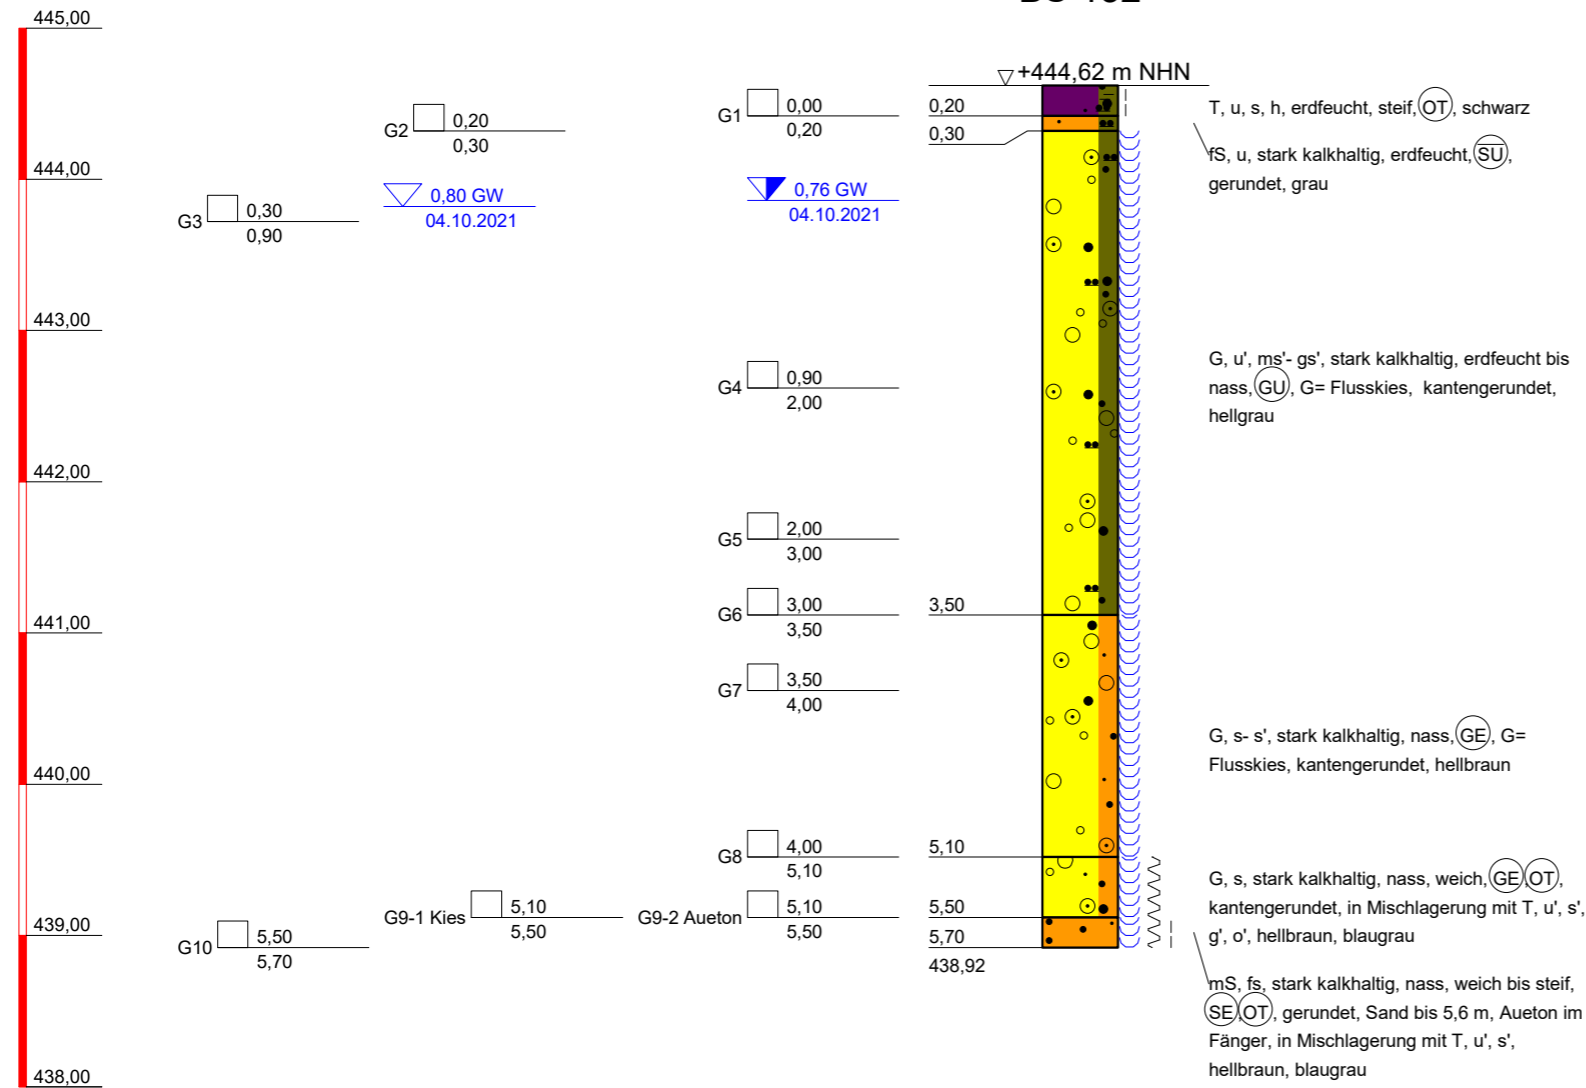 445,00
+444,62 m NHN
G1 0,00
0,20
0,20
T, u, s, h, erdfeucht, steif, OT, schwarz
G2 0,20
0,30
0,30
fS, u, stark kalkhaltig, erdfeucht, SU,
gerundet, grau
444,00
0,80 GW
04.10.2021
0,76 GW
04.10.2021
G3 0,30
0,90
443,00
G4 0,90
2,00
G, u', ms'- gs', stark kalkhaltig, erdfeucht bis
nass, GU, G= Flusskies, kantengerundet,
hellgrau
442,00
G5 2,00
3,00
G6 3,00
3,50
3,50
441,00
G7 3,50
4,00
G, s- s', stark kalkhaltig, nass, GE, G=
Flusskies, kantengerundet, hellbraun
440,00
G8 4,00
5,10
5,10
G, s, stark kalkhaltig, nass, weich, GE, OT,
kantengerundet, in Mischlagerung mit T, u', s',
g', o', hellbraun, blaugrau
G9-1 Kies 5,10
5,50
G9-2 Aueton 5,10
5,50
5,50
439,00
G10 5,50
5,70
5,70
438,92
mS, fs, stark kalkhaltig, nass, weich bis steif,
SE, OT, gerundet, Sand bis 5,6 m, Aueton im
Fänger, in Mischlagerung mit T, u', s',
hellbraun, blaugrau
438,00